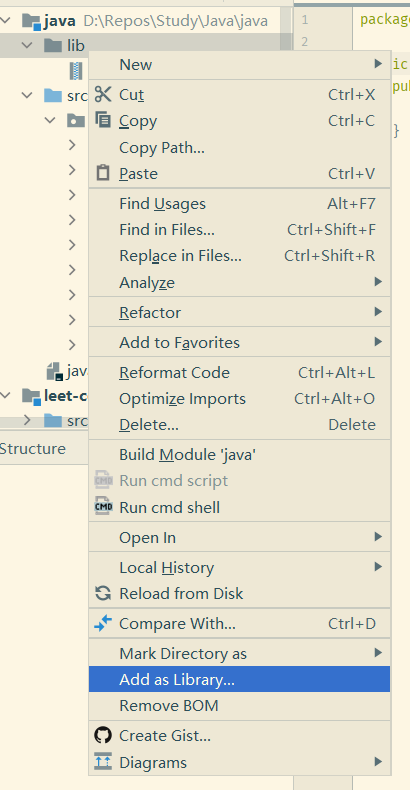 java D:\Repos\Study\Java\java
lib
src
java
leet-c
src
Structure
1
2
package
ic
pub
}
New
Cut Ctrl+X
Copy Ctrl+C
Copy Path...
Paste Ctrl+V
Find Usages Alt+F7
Find in Files... Ctrl+Shift+F
Replace in Files... Ctrl+Shift+R
Analyze
Refactor
Add to Favorites
Reformat Code Ctrl+Alt+L
Optimize Imports Ctrl+Alt+O
Delete... Delete
Build Module 'java'
Run cmd script
Run cmd shell
Open In
Local History
Reload from Disk
Compare With... Ctrl+D
Mark Directory as
Add as Library...
Remove BOM
Create Gist...
Diagrams